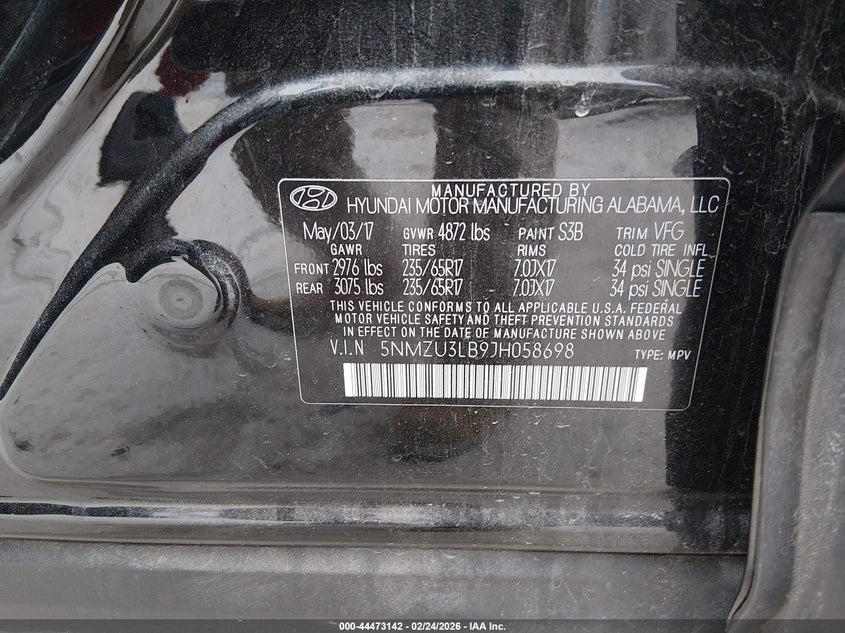 MANUFACTURED BY
HYUNDAI MOTOR MANUFACTURING ALABAMA, LLC
May/03/17 GVWR 4872 lbs PAINT S3B TRIM VFG
GAWR TIRES RIMS COLD TIRE INFL
FRONT 2976 lbs 235/65R17 7.0JX17 34 psi SINGLE
REAR 3075 lbs 235/65R17 7.0JX17 34 psi SINGLE
THIS VEHICLE CONFORMS TO ALL APPLICABLE U.S.A. FEDERAL
MOTOR VEHICLE SAFETY AND THEFT PREVENTION STANDARDS
IN EFFECT ON THE DATE OF MANUFACTURE SHOWN ABOVE
V.I.N 5NMZU3LB9JH058698 TYPE: MPV
000-44473142 - 02/24/2026 - IAA Inc.